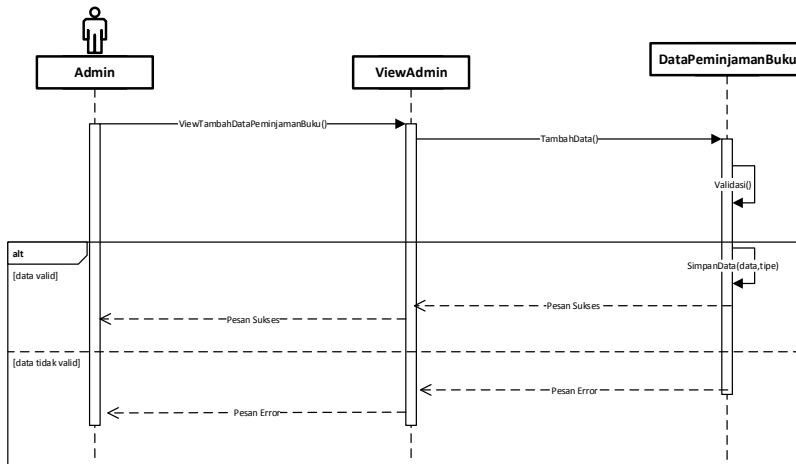 Admin
ViewAdmin
DataPeminjamanBuku
ViewTambahDataPeminjamanBuku()
TambahData()
Validasi()
alt
[data valid]
SimpanData(data,tipe)
Pesan Sukses
Pesan Sukses
[data tidak valid]
Pesan Error
Pesan Error